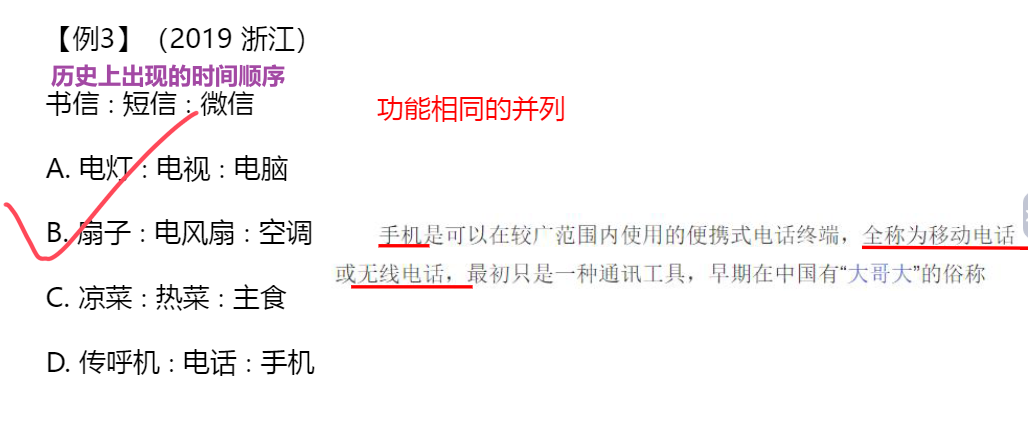 【例3】（2019 浙江）
历史上出现的时间顺序
书信 : 短信 : 微信
功能相同的并列
A. 电灯 : 电视 : 电脑
B. 扇子 : 电风扇 : 空调
手机是可以在较广范围内使用的便携式电话终端，全称为移动电话
或无线电话，最初只是一种通讯工具，早期在中国有“大哥大”的俗称
C. 凉菜 : 热菜 : 主食
D. 传呼机 : 电话 : 手机